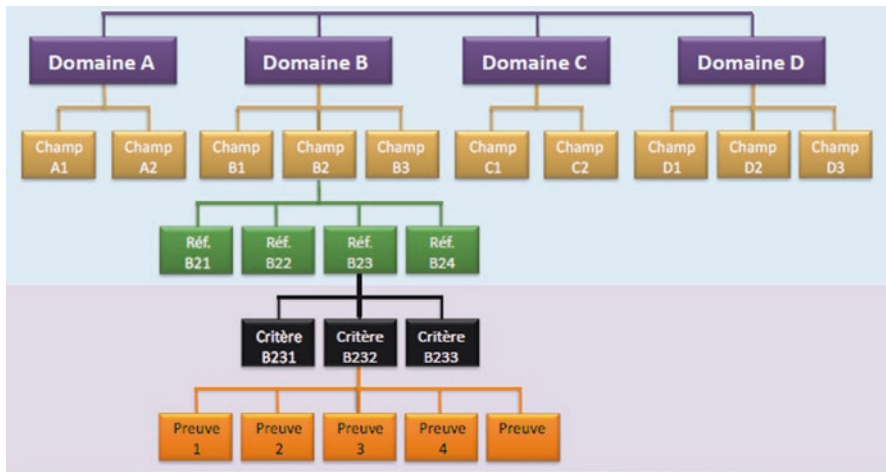 Domaine A
Domaine B
Domaine C
Domaine D
Champ
A1
Champ
A2
Champ
B1
Champ
B2
Champ
B3
Champ
C1
Champ
C2
Champ
D1
Champ
D2
Champ
D3
Réf.
B21
Réf.
B22
Réf.
B23
Réf.
B24
Critère
B231
Critère
B232
Critère
B233
Preuve
1
Preuve
2
Preuve
3
Preuve
4
Preuve